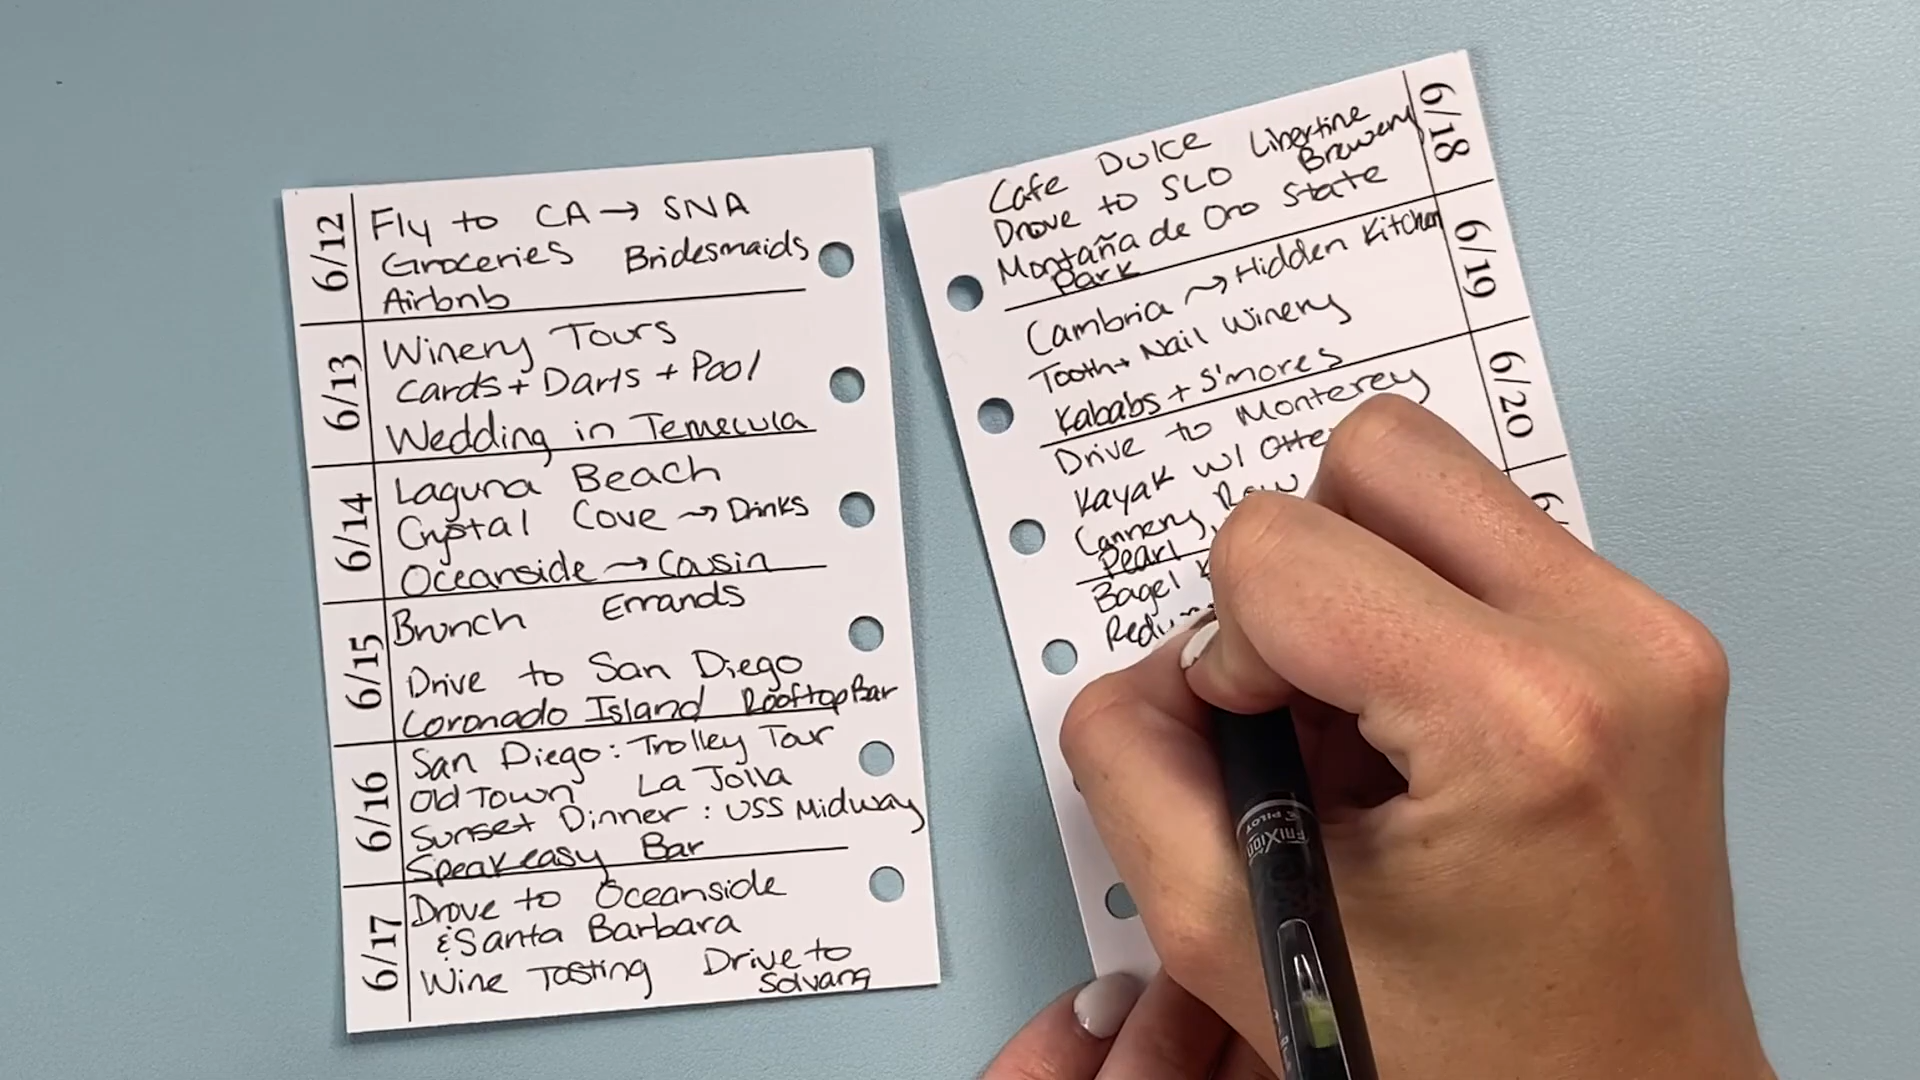 6/12
Fly to CA → SNA
Groceries Bridesmaids
Airbnb
6/13
Winery Tours
Cards + Darts + Pool
Wedding in Temecula
6/14
Laguna Beach
Crystal Cove → Drinks
Oceanside → Cousin
6/15
Brunch Errands
Drive to San Diego
Coronado Island Rooftop Bar
6/16
San Diego: Trolley Tour
Old Town La Jolla
Sunset Dinner: USS Midway
Speakeasy Bar
6/17
Drove to Oceanside
& Santa Barbara
Wine Tasting Drive to
Solvang
6/18
Cafe Dulce Libertine
Drove to SLO Brewery
Montaña de Oro State
Park
6/19
Cambria → Hidden Kitchen
Tooth + Nail Winery
Kababs + S'mores
6/20
Drive to Monterey
Kayak w/
Cannery Row
Pearl
Bagel
FRIXION
PILOT